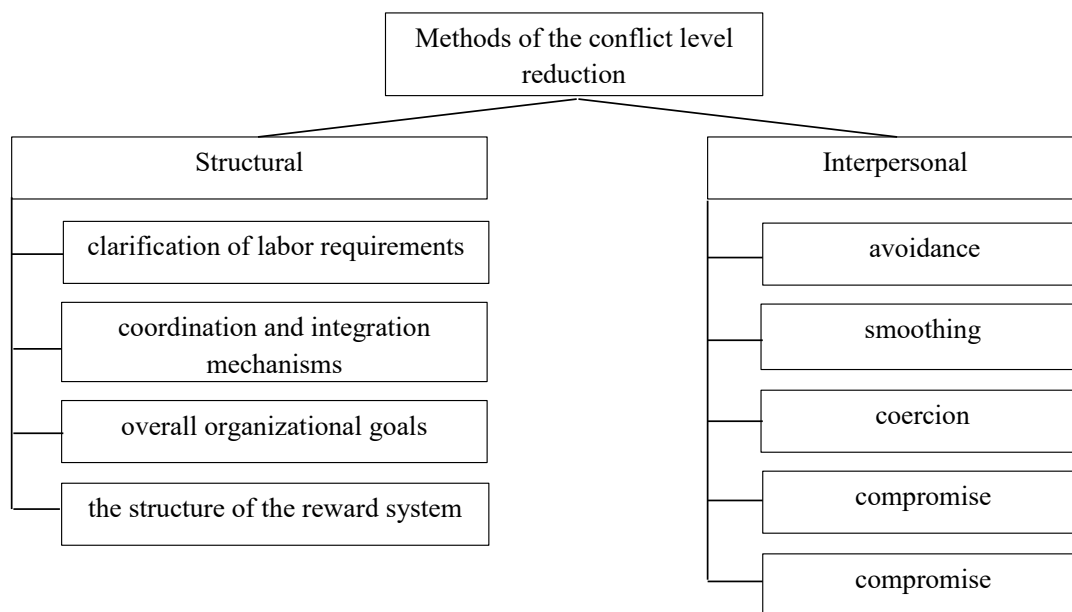 Methods of the conflict level
reduction
Structural
clarification of labor requirements
coordination and integration
mechanisms
overall organizational goals
the structure of the reward system
Interpersonal
avoidance
smoothing
coercion
compromise
compromise